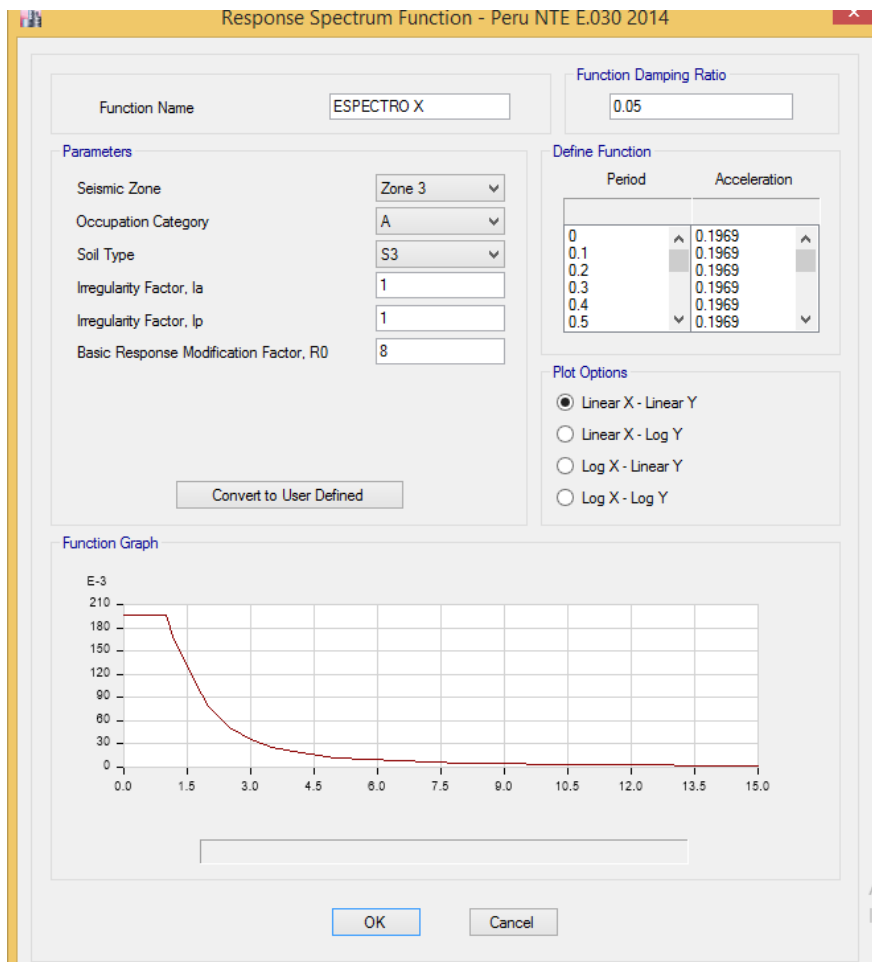 Response Spectrum Function - Peru NTE E.030 2014
Function Name
ESPECTRO X
Function Damping Ratio
0.05
Parameters
Seismic Zone
Zone 3
Occupation Category
A
Soil Type
S3
Irregularity Factor, Ia
1
Irregularity Factor, Ip
1
Basic Response Modification Factor, R0
8
Convert to User Defined
Define Function
Period Acceleration
0 0.1969
0.1 0.1969
0.2 0.1969
0.3 0.1969
0.4 0.1969
0.5 0.1969
Plot Options
Linear X - Linear Y
Linear X - Log Y
Log X - Linear Y
Log X - Log Y
Function Graph
E-3
210
180
150
120
90
60
30
0
0.0 1.5 3.0 4.5 6.0 7.5 9.0 10.5 12.0 13.5 15.0
OK Cancel